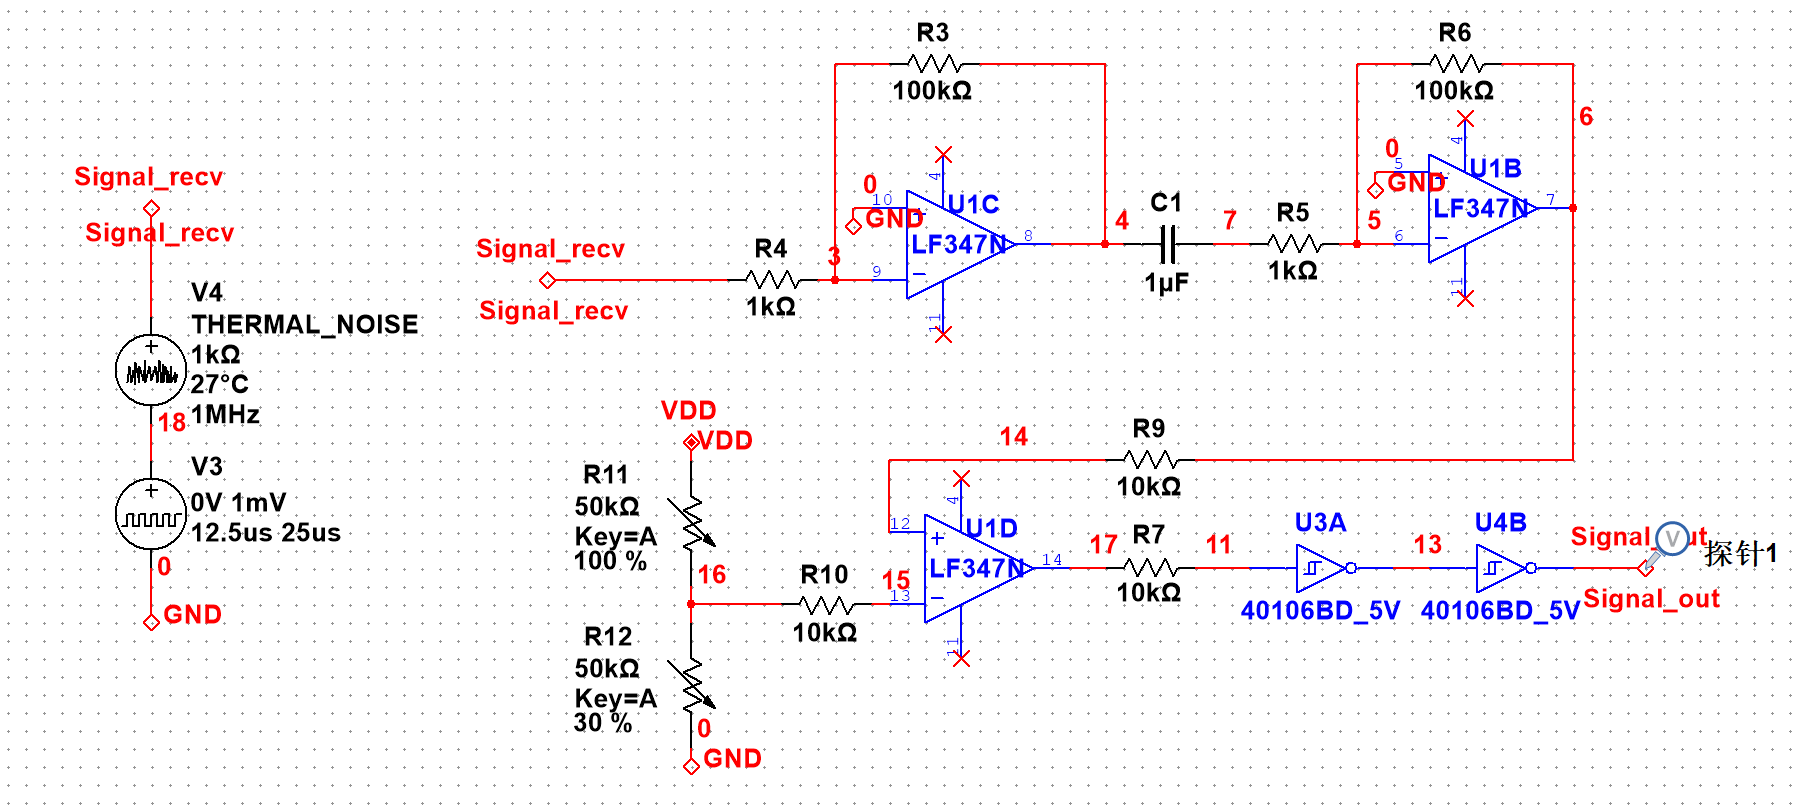 R3
100kΩ
R6
100kΩ
6
Signal_recv
Signal_recv
0
10
GND
4
U1C
LF347N
8
9
11
4
C1
1µF
7
R5
1kΩ
5
0
5
GND
4
U1B
LF347N
7
6
11
Signal_recv
Signal_recv
R4
1kΩ
3
V4
THERMAL_NOISE
1kΩ
27°C
1MHz
18
V3
0V 1mV
12.5us 25us
0
GND
VDD
VDD
R11
50kΩ
Key=A
100 %
16
R10
10kΩ
15
14
R9
10kΩ
12
4
U1D
LF347N
14
13
11
17
R7
10kΩ
11
U3A
40106BD_5V
13
U4B
40106BD_5V
Signal_out
V
探针1
Signal_out
R12
50kΩ
Key=A
30 %
0
GND